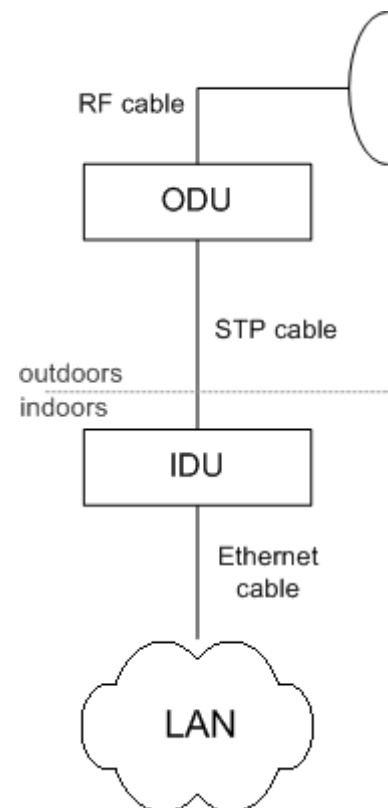 RF cable
ODU
STP cable
outdoors
indoors
IDU
Ethernet
cable
LAN